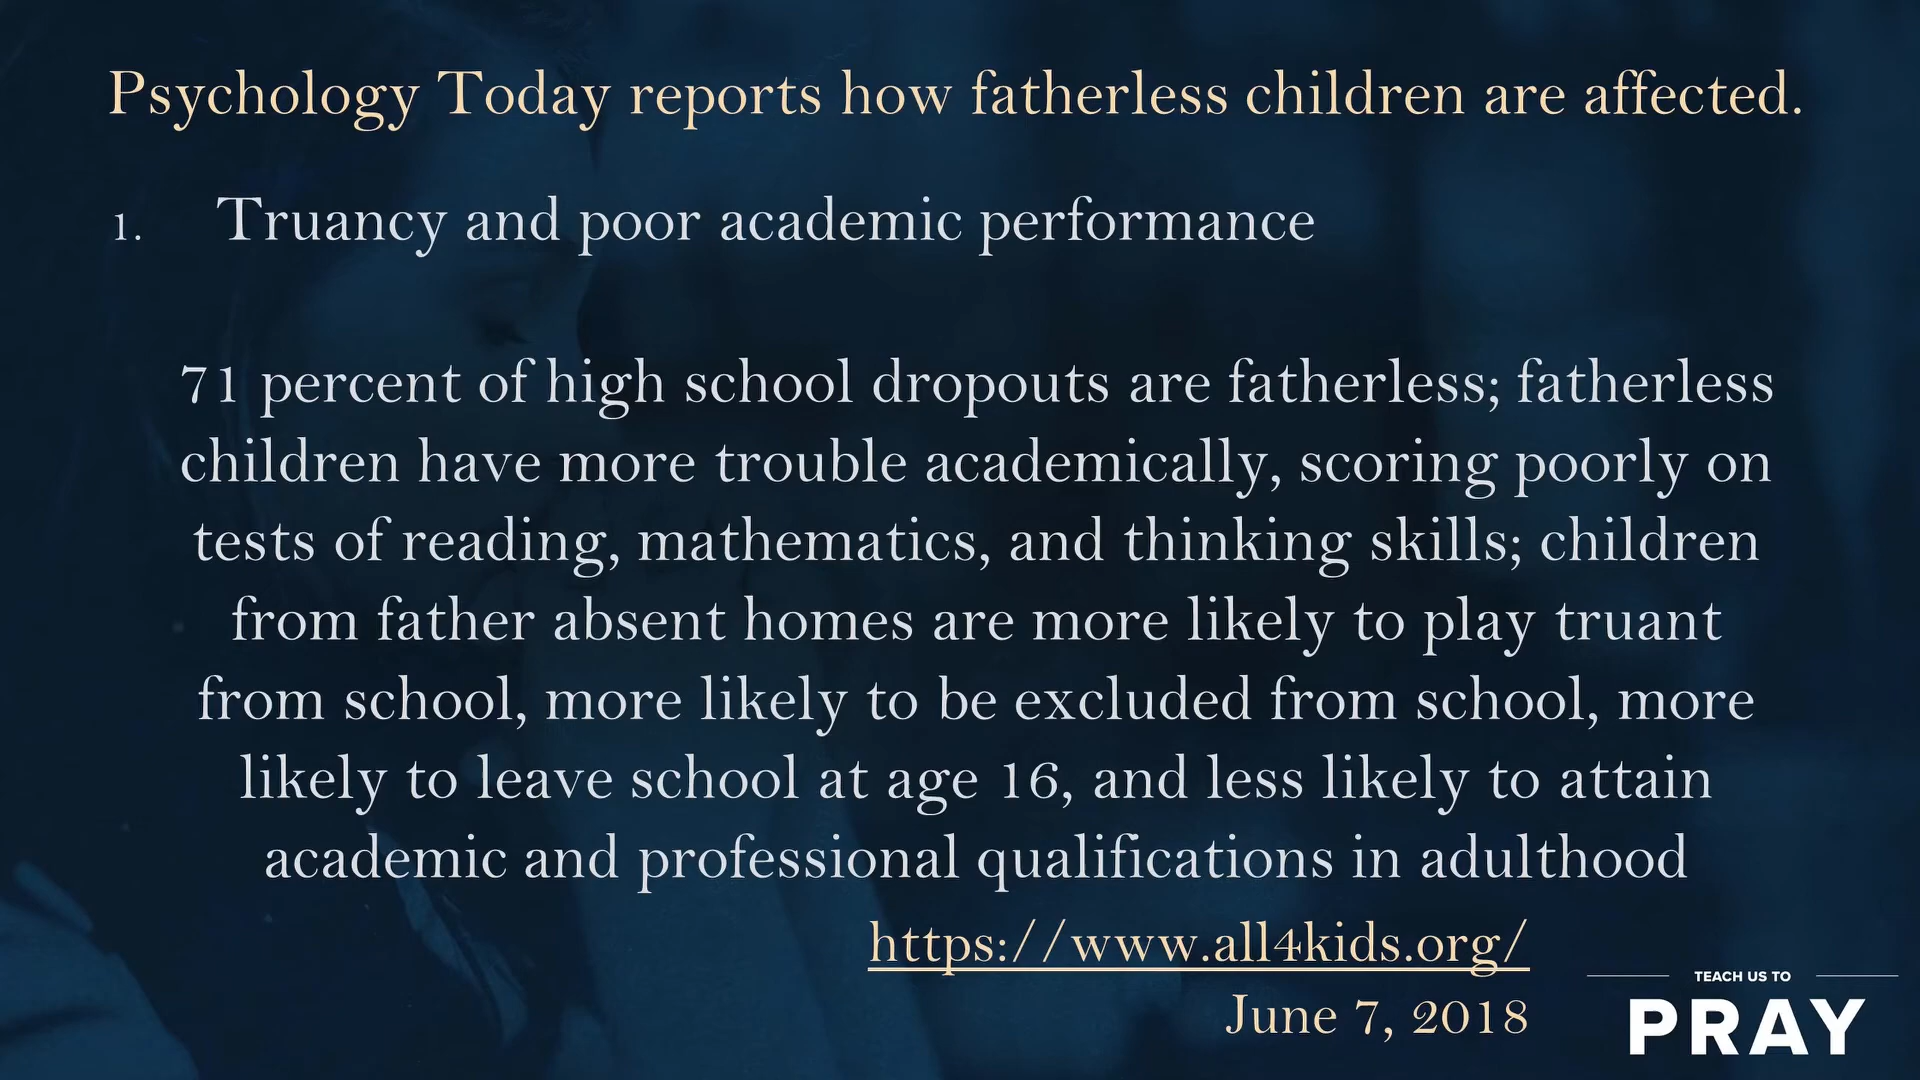 Psychology Today reports how fatherless children are affected.
1. Truancy and poor academic performance
71 percent of high school dropouts are fatherless; fatherless
children have more trouble academically, scoring poorly on
tests of reading, mathematics, and thinking skills; children
from father absent homes are more likely to play truant
from school, more likely to be excluded from school, more
likely to leave school at age 16, and less likely to attain
academic and professional qualifications in adulthood
https://www.all4kids.org/
June 7, 2018
TEACH US TO
PRAY